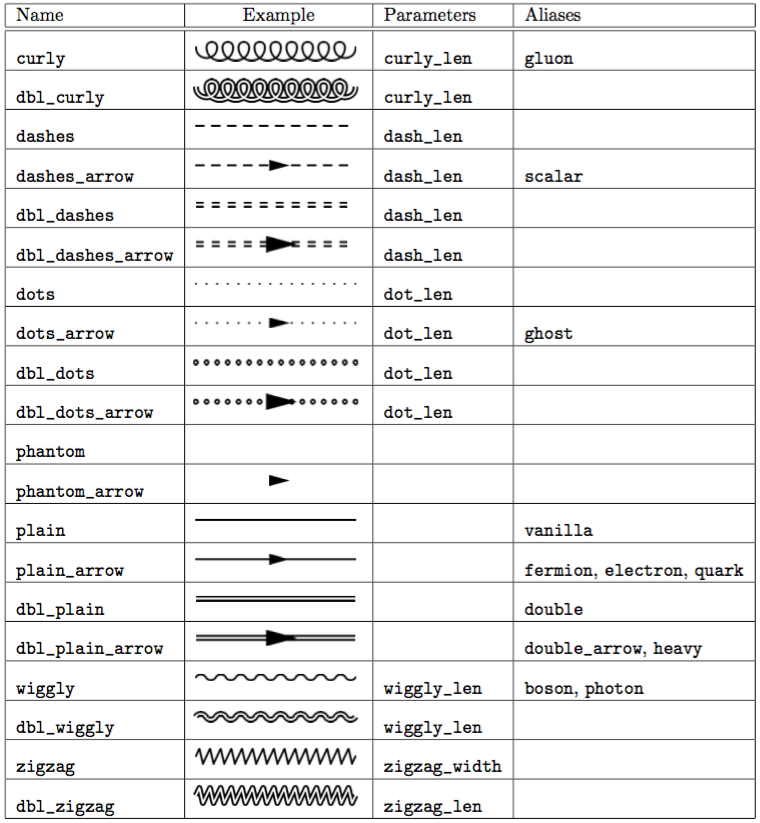 Name Example Parameters Aliases
curly curly_len gluon
dbl_curly curly_len
dashes dash_len
dashes_arrow dash_len scalar
dbl_dashes dash_len
dbl_dashes_arrow dash_len
dots dot_len
dots_arrow dot_len ghost
dbl_dots dot_len
dbl_dots_arrow dot_len
phantom
phantom_arrow
plain vanilla
plain_arrow fermion, electron, quark
dbl_plain double
dbl_plain_arrow double_arrow, heavy
wiggly wiggly_len boson, photon
dbl_wiggly wiggly_len
zigzag zigzag_width
dbl_zigzag zigzag_len